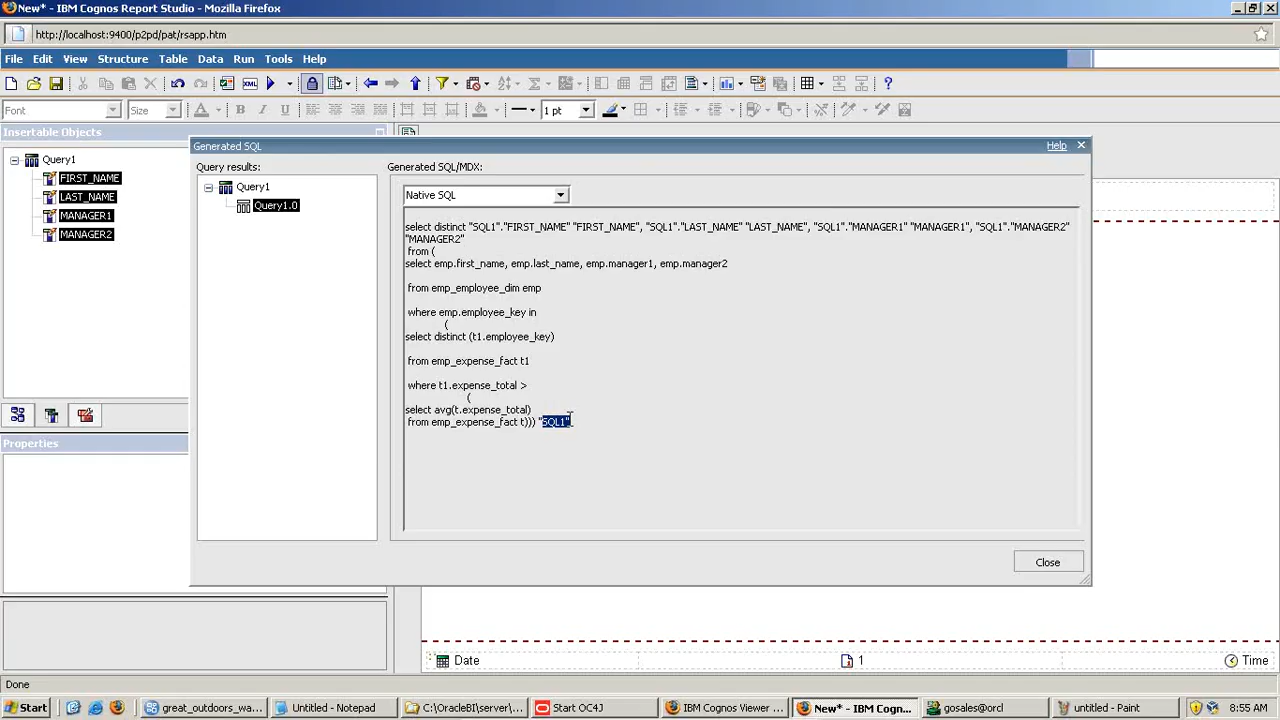 New* - IBM Cognos Report Studio - Mozilla Firefox
http://localhost:9400/p2pd/pat/rsapp.htm
File Edit View Structure Table Data Run Tools Help
Font Size B I U 1 pt
Insertable Objects
Query1
FIRST_NAME
LAST_NAME
MANAGER1
MANAGER2
Properties
Generated SQL Help
Query results:
Query1
Query1.0
Generated SQL/MDX:
Native SQL
select distinct "SQL1"."FIRST_NAME" "FIRST_NAME", "SQL1"."LAST_NAME" "LAST_NAME", "SQL1"."MANAGER1" "MANAGER1", "SQL1"."MANAGER2"
"MANAGER2"
from (
select emp.first_name, emp.last_name, emp.manager1, emp.manager2
from emp_employee_dim emp
where emp.employee_key in
(
select distinct (t1.employee_key)
from emp_expense_fact t1
where t1.expense_total >
(
select avg(t.expense_total)
from emp_expense_fact t))) "SQL1"
Close
Date 1 Time
Done
Start great_outdoors_wa... Untitled - Notepad C:\OracleBI\server\... Start OC4J IBM Cognos Viewer ... New* - IBM Cogn... gosales@orcl untitled - Paint 8:55 AM